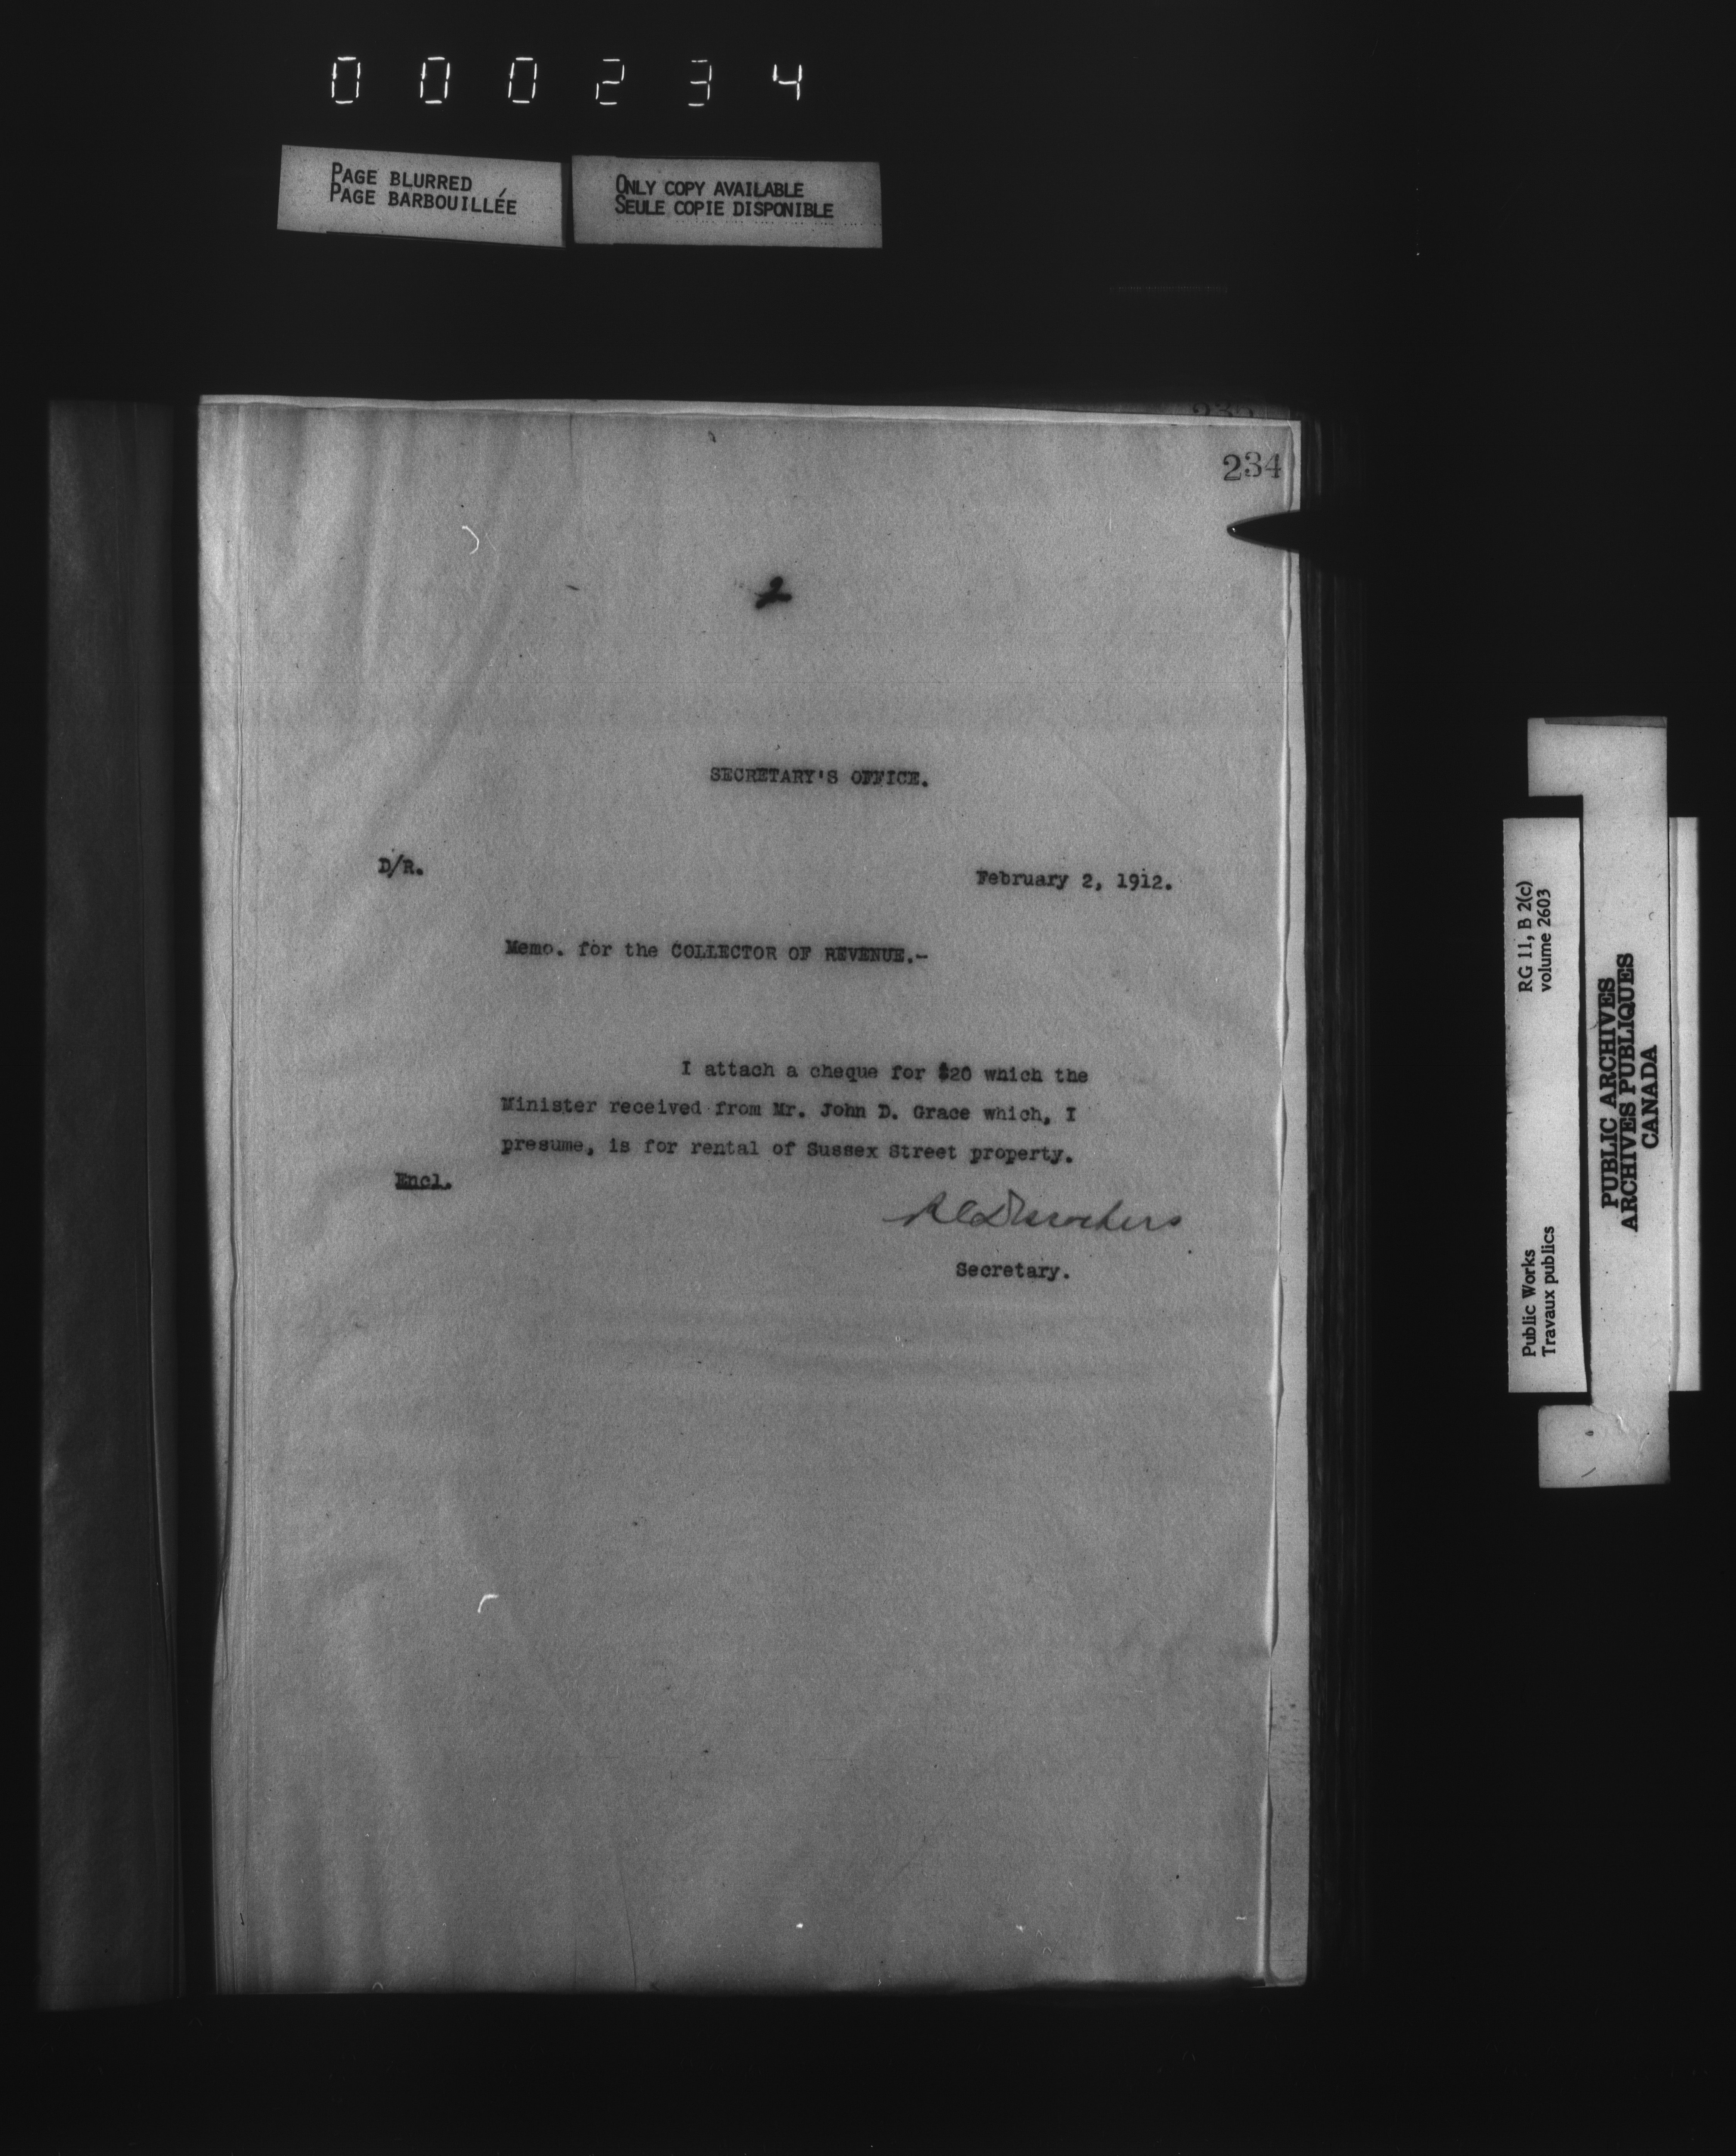 000234
PAGE BLURRED
PAGE BARBOUILLÉE
ONLY COPY AVAILABLE
SEULE COPIE DISPONIBLE
234
2
SECRETARY'S OFFICE.
D/R.
February 2, 1912.
Memo. for the COLLECTOR OF REVENUE.-
I attach a cheque for $20 which the
Minister received from Mr. John D. Grace which, I
presume, is for rental of Sussex Street property.
Encl.
RCDesrochers
Secretary.
RG 11, B 2(c)
volume 2603
Public Works
Travaux publics
PUBLIC ARCHIVES
ARCHIVES PUBLIQUES
CANADA